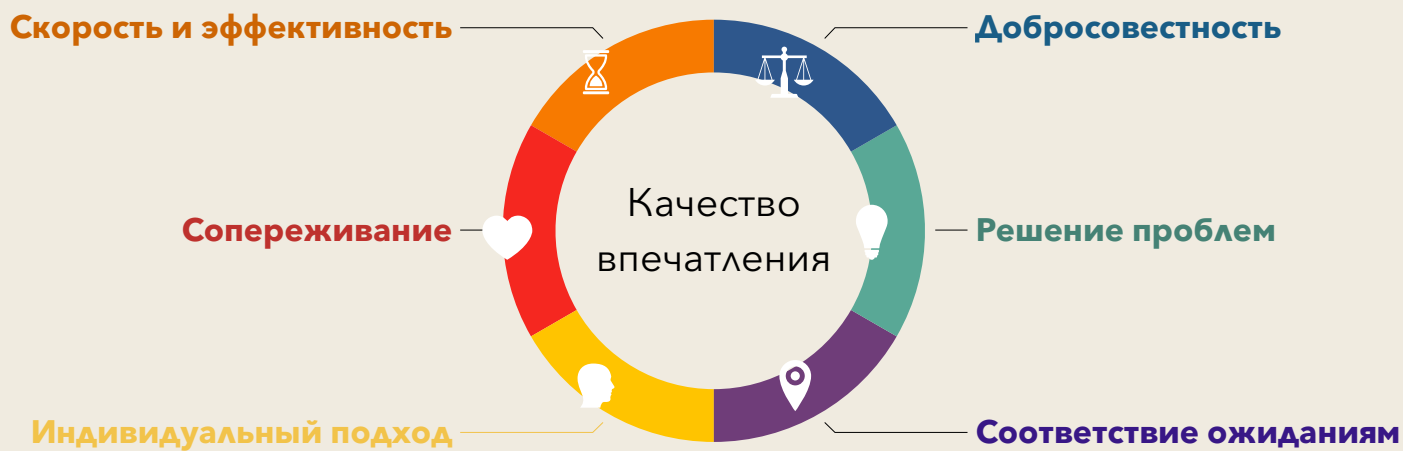 Скорость и эффективность
Добросовестность
Сопереживание
Качество
впечатления
Решение проблем
Индивидуальный подход
Соответствие ожиданиям